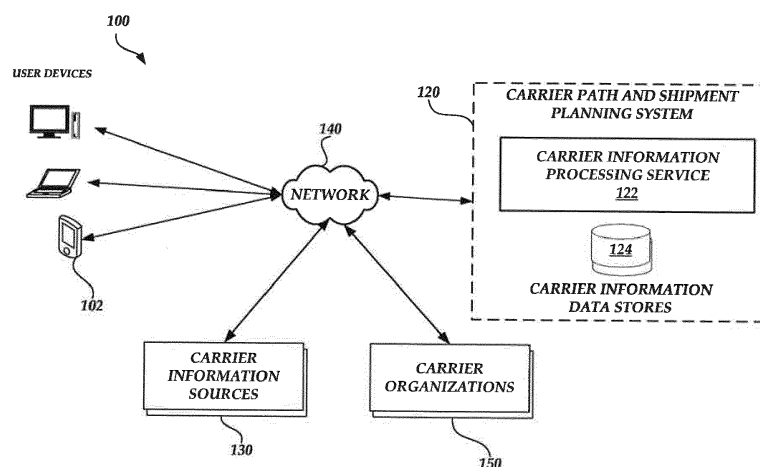 100
USER DEVICES
120
CARRIER PATH AND SHIPMENT
PLANNING SYSTEM
140
CARRIER INFORMATION
PROCESSING SERVICE
122
NETWORK
124
102
CARRIER INFORMATION
DATA STORES
CARRIER
INFORMATION
SOURCES
CARRIER
ORGANIZATIONS
130
150